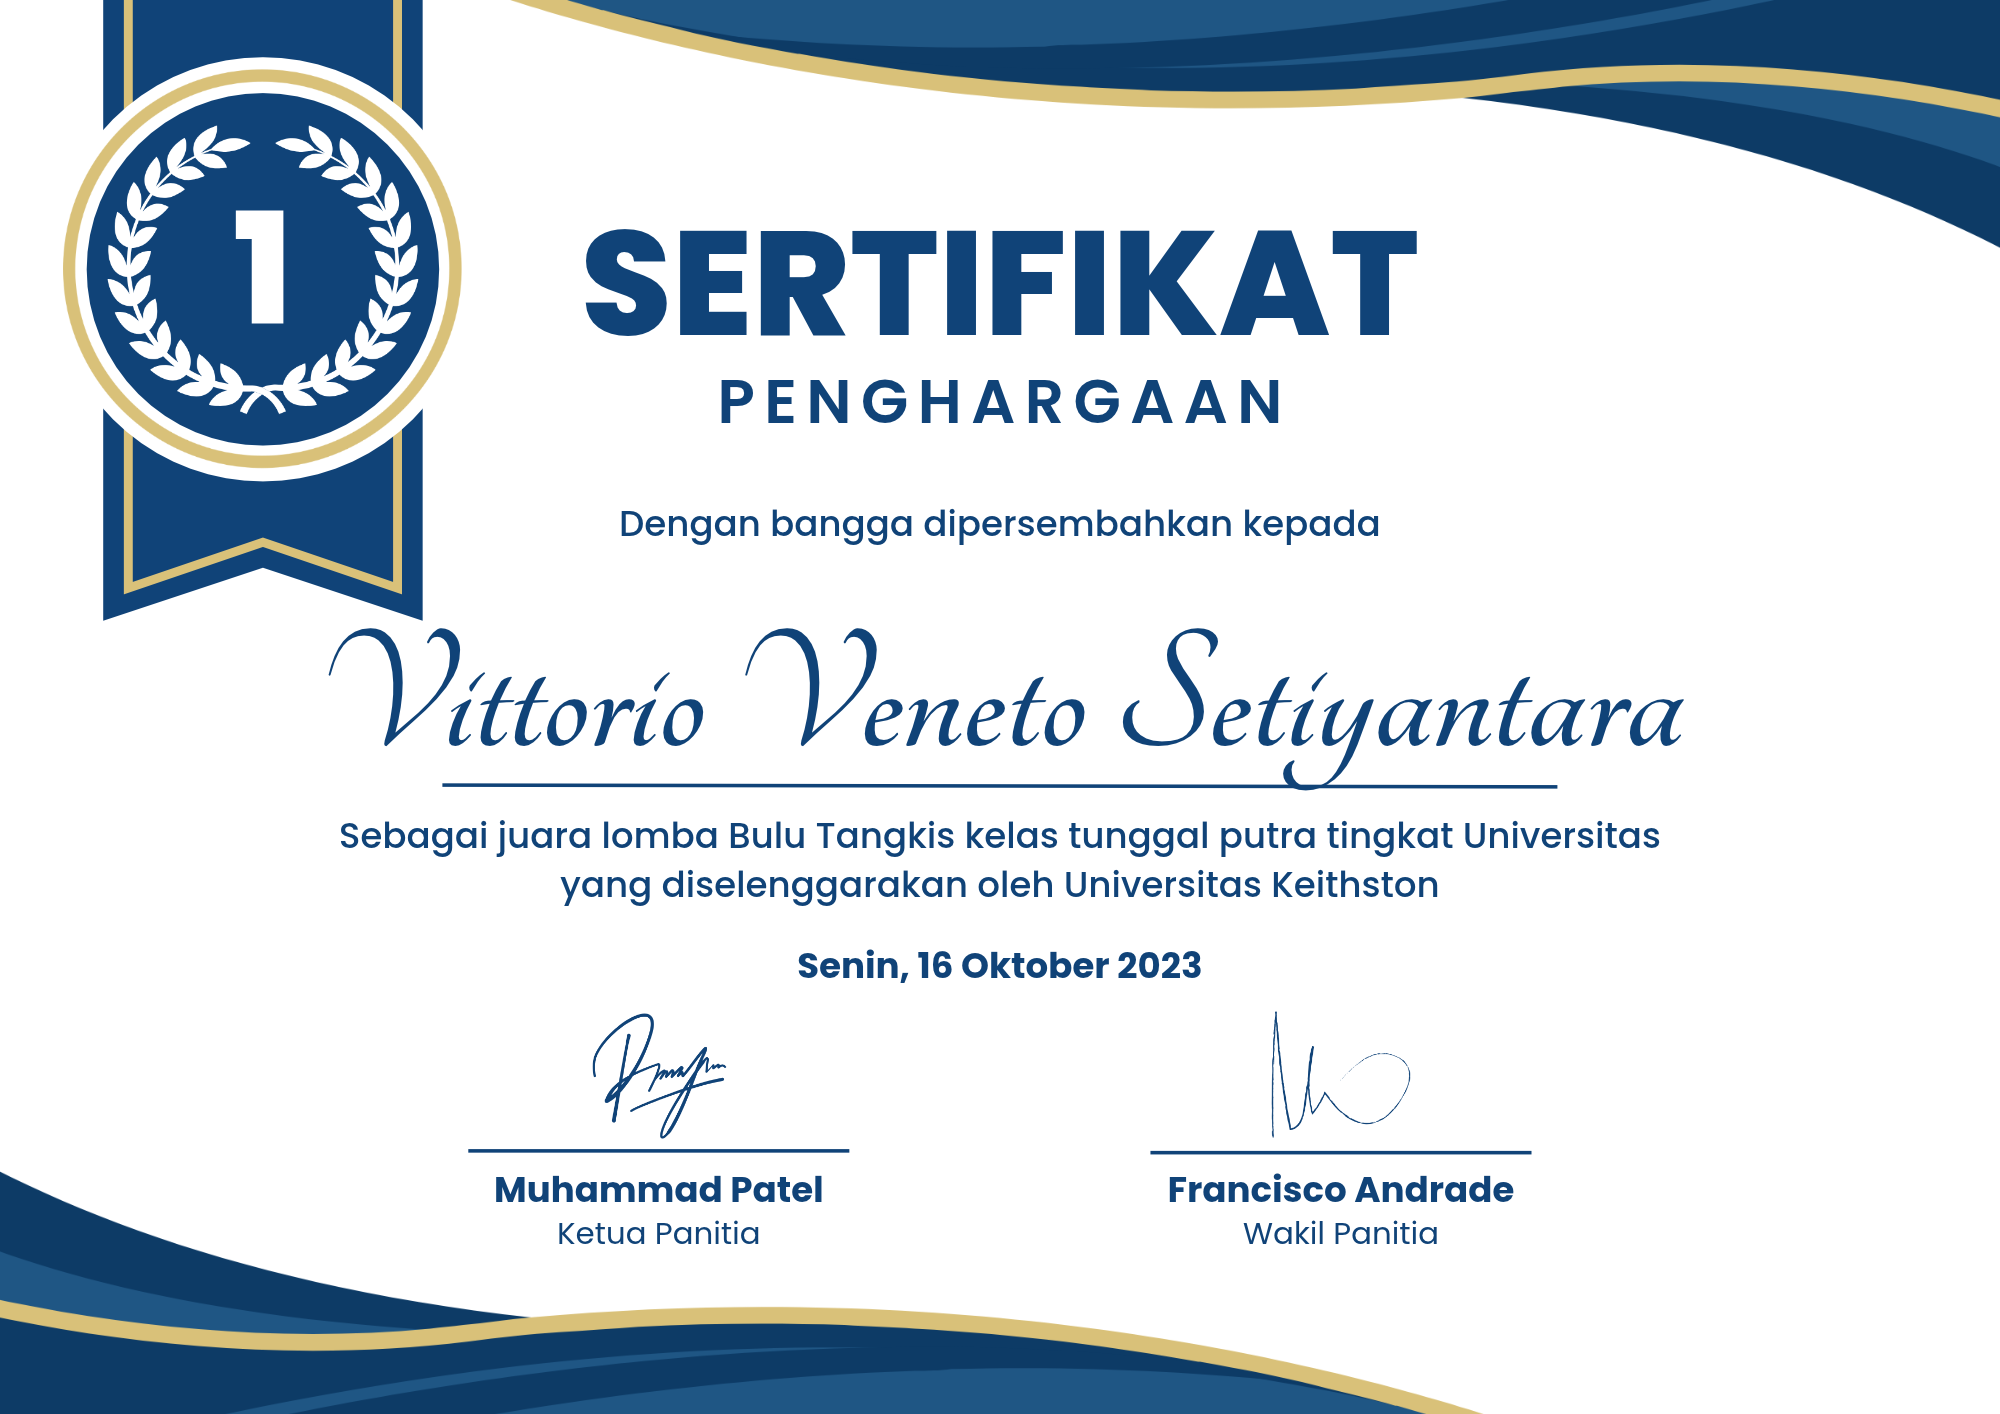 1
SERTIFIKAT
PENGHARGAAN
Dengan bangga dipersembahkan kepada
Vittorio Veneto Setiyantara
Sebagai juara lomba Bulu Tangkis kelas tunggal putra tingkat Universitas
yang diselenggarakan oleh Universitas Keithston
Senin, 16 Oktober 2023
Muhammad Patel
Ketua Panitia
Francisco Andrade
Wakil Panitia